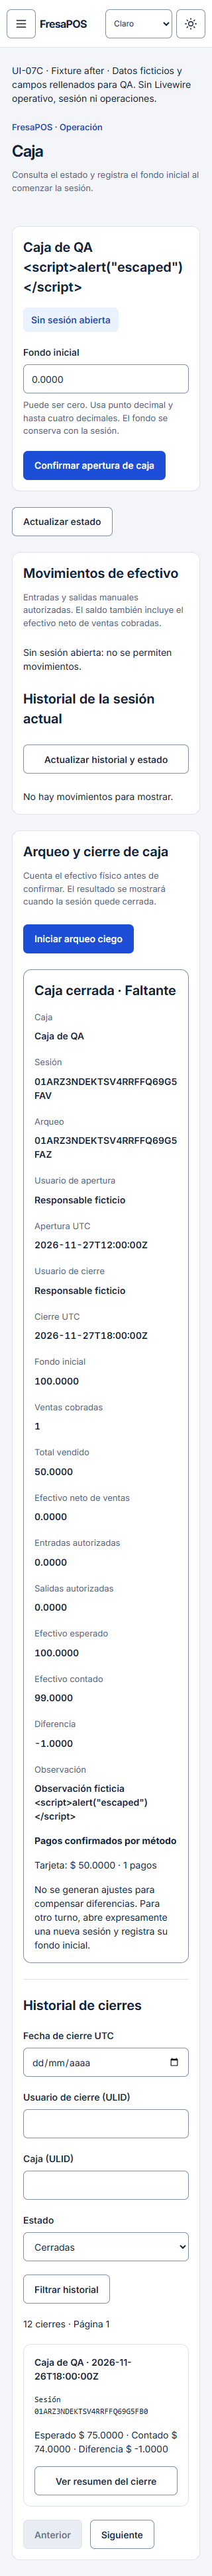 FresaPOS
Claro
UI-07C · Fixture after · Datos ficticios y
campos rellenados para QA. Sin Livewire
operativo, sesión ni operaciones.
FresaPOS · Operación
Caja
Consulta el estado y registra el fondo inicial al
comenzar la sesión.
Caja de QA
<script>alert("escaped")
</script>
Sin sesión abierta
Fondo inicial
0.0000
Puede ser cero. Usa punto decimal y
hasta cuatro decimales. El fondo se
conserva con la sesión.
Confirmar apertura de caja
Actualizar estado
Movimientos de efectivo
Entradas y salidas manuales
autorizadas. El saldo también incluye el
efectivo neto de ventas cobradas.
Sin sesión abierta: no se permiten
movimientos.
Historial de la sesión
actual
Actualizar historial y estado
No hay movimientos para mostrar.
Arqueo y cierre de caja
Cuenta el efectivo físico antes de
confirmar. El resultado se mostrará
cuando la sesión quede cerrada.
Iniciar arqueo ciego
Caja cerrada · Faltante
Caja
Caja de QA
Sesión
01ARZ3NDEKTSV4RRFFQ69G5
FAV
Arqueo
01ARZ3NDEKTSV4RRFFQ69G5
FAZ
Usuario de apertura
Responsable ficticio
Apertura UTC
2026-11-27T12:00:00Z
Usuario de cierre
Responsable ficticio
Cierre UTC
2026-11-27T18:00:00Z
Fondo inicial
100.0000
Ventas cobradas
1
Total vendido
50.0000
Efectivo neto de ventas
0.0000
Entradas autorizadas
0.0000
Salidas autorizadas
0.0000
Efectivo esperado
100.0000
Efectivo contado
99.0000
Diferencia
-1.0000
Observación
Observación ficticia
<script>alert("escaped")
</script>
Pagos confirmados por método
Tarjeta: $ 50.0000 · 1 pagos
No se generan ajustes para
compensar diferencias. Para
otro turno, abre expresamente
una nueva sesión y registra su
fondo inicial.
Historial de cierres
Fecha de cierre UTC
dd/mm/aaaa
Usuario de cierre (ULID)
Caja (ULID)
Estado
Cerradas
Filtrar historial
12 cierres · Página 1
Caja de QA · 2026-11-
26T18:00:00Z
Sesión
01ARZ3NDEKTSV4RRFFQ69G5FB0
Esperado $ 75.0000 · Contado $
74.0000 · Diferencia $ -1.0000
Ver resumen del cierre
Anterior
Siguiente